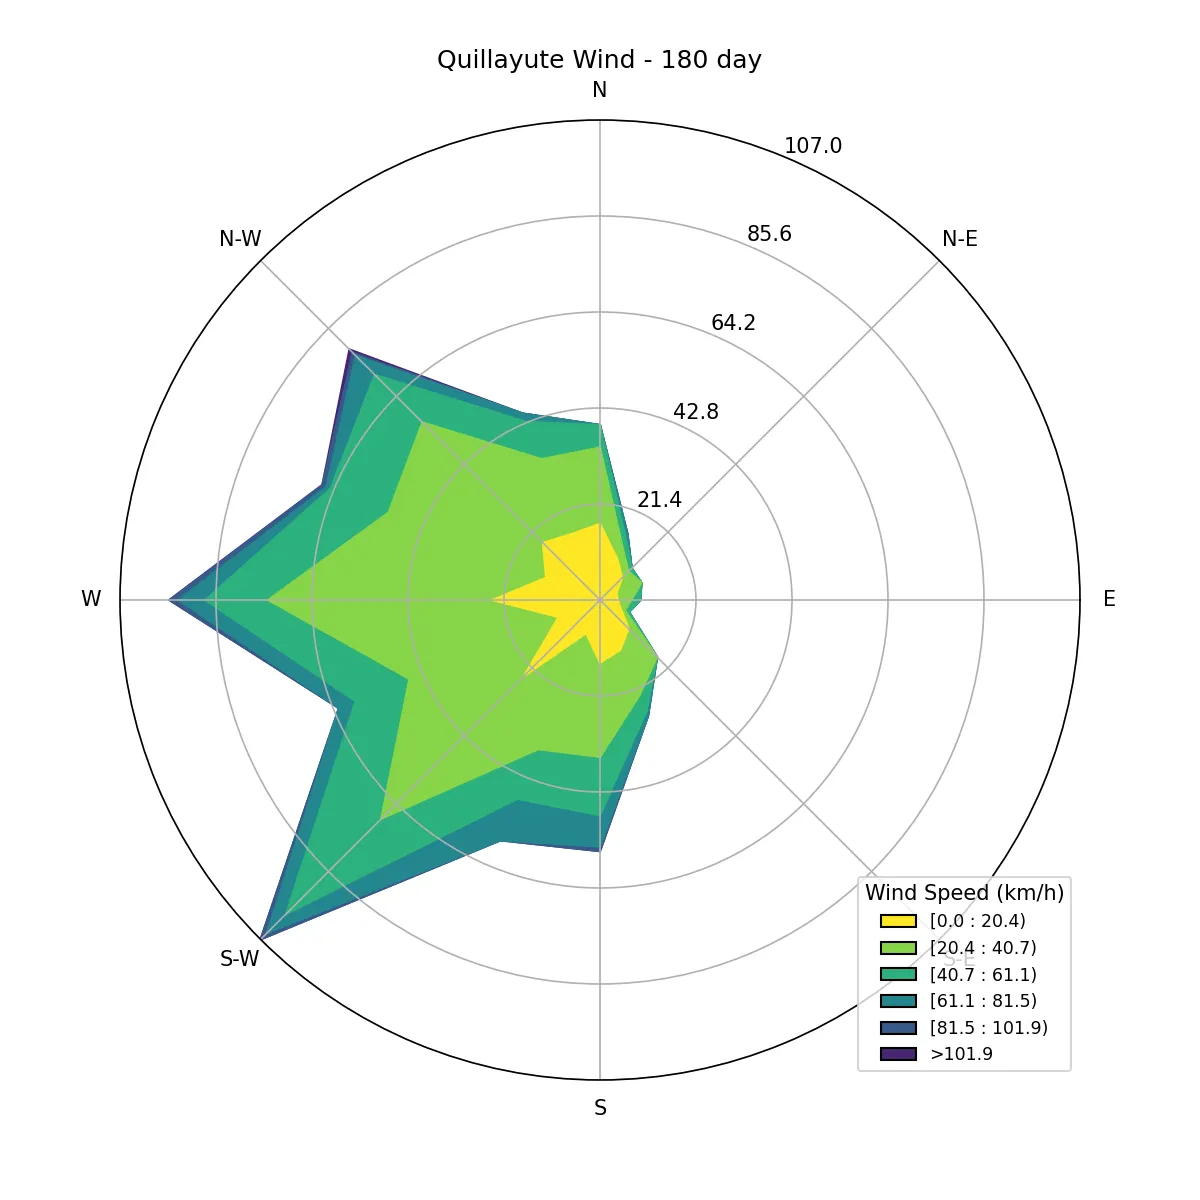 Quillayute Wind - 180 day
N
107.0
N-W
85.6
N-E
64.2
42.8
21.4
W
E
S-W
S-E
S
Wind Speed (km/h)
[0.0 : 20.4)
[20.4 : 40.7)
[40.7 : 61.1)
[61.1 : 81.5)
[81.5 : 101.9)
>101.9